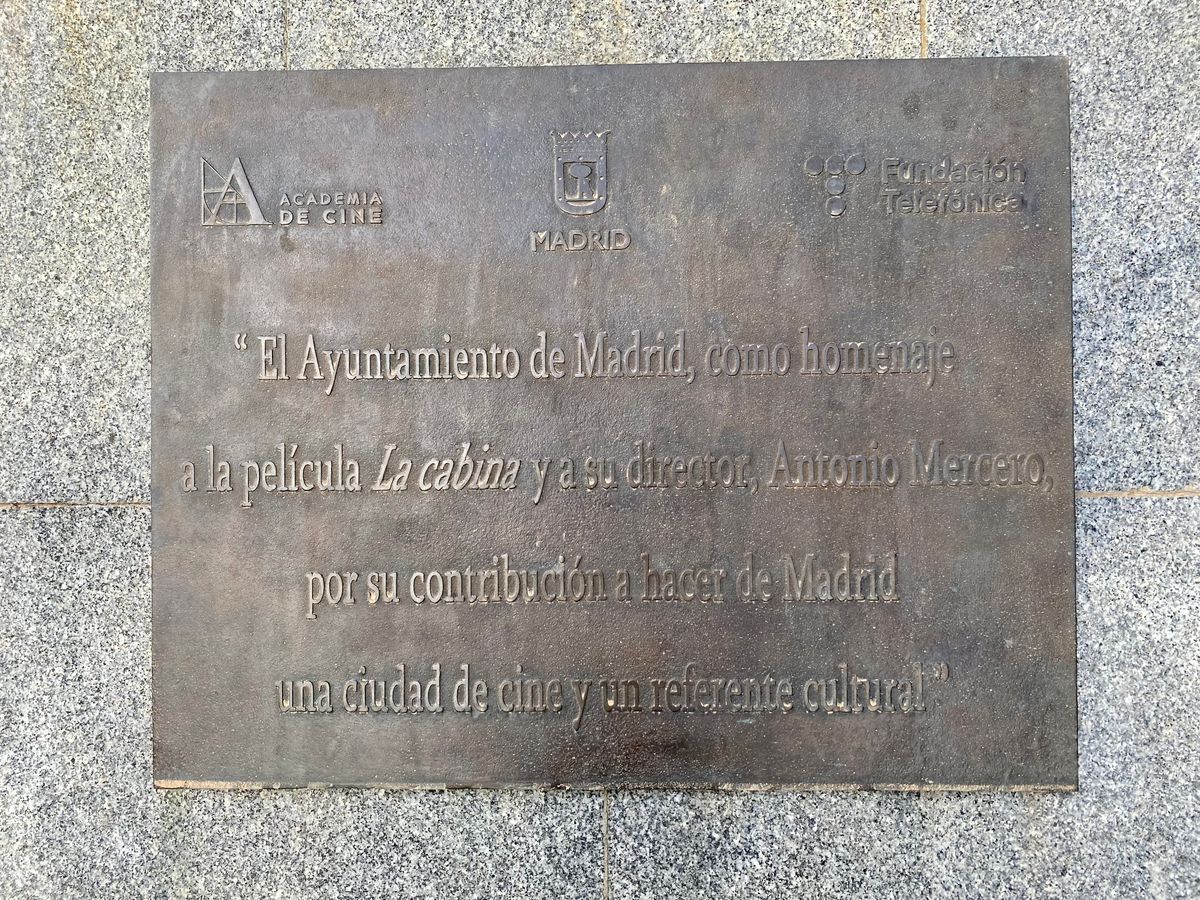 ACADEMIA
DE CINE
MADRID
Fundación
Telefónica
“ El Ayuntamiento de Madrid, como homenaje
a la película La cabina y a su director, Antonio Mercero,
por su contribución a hacer de Madrid
una ciudad de cine y un referente cultural ”